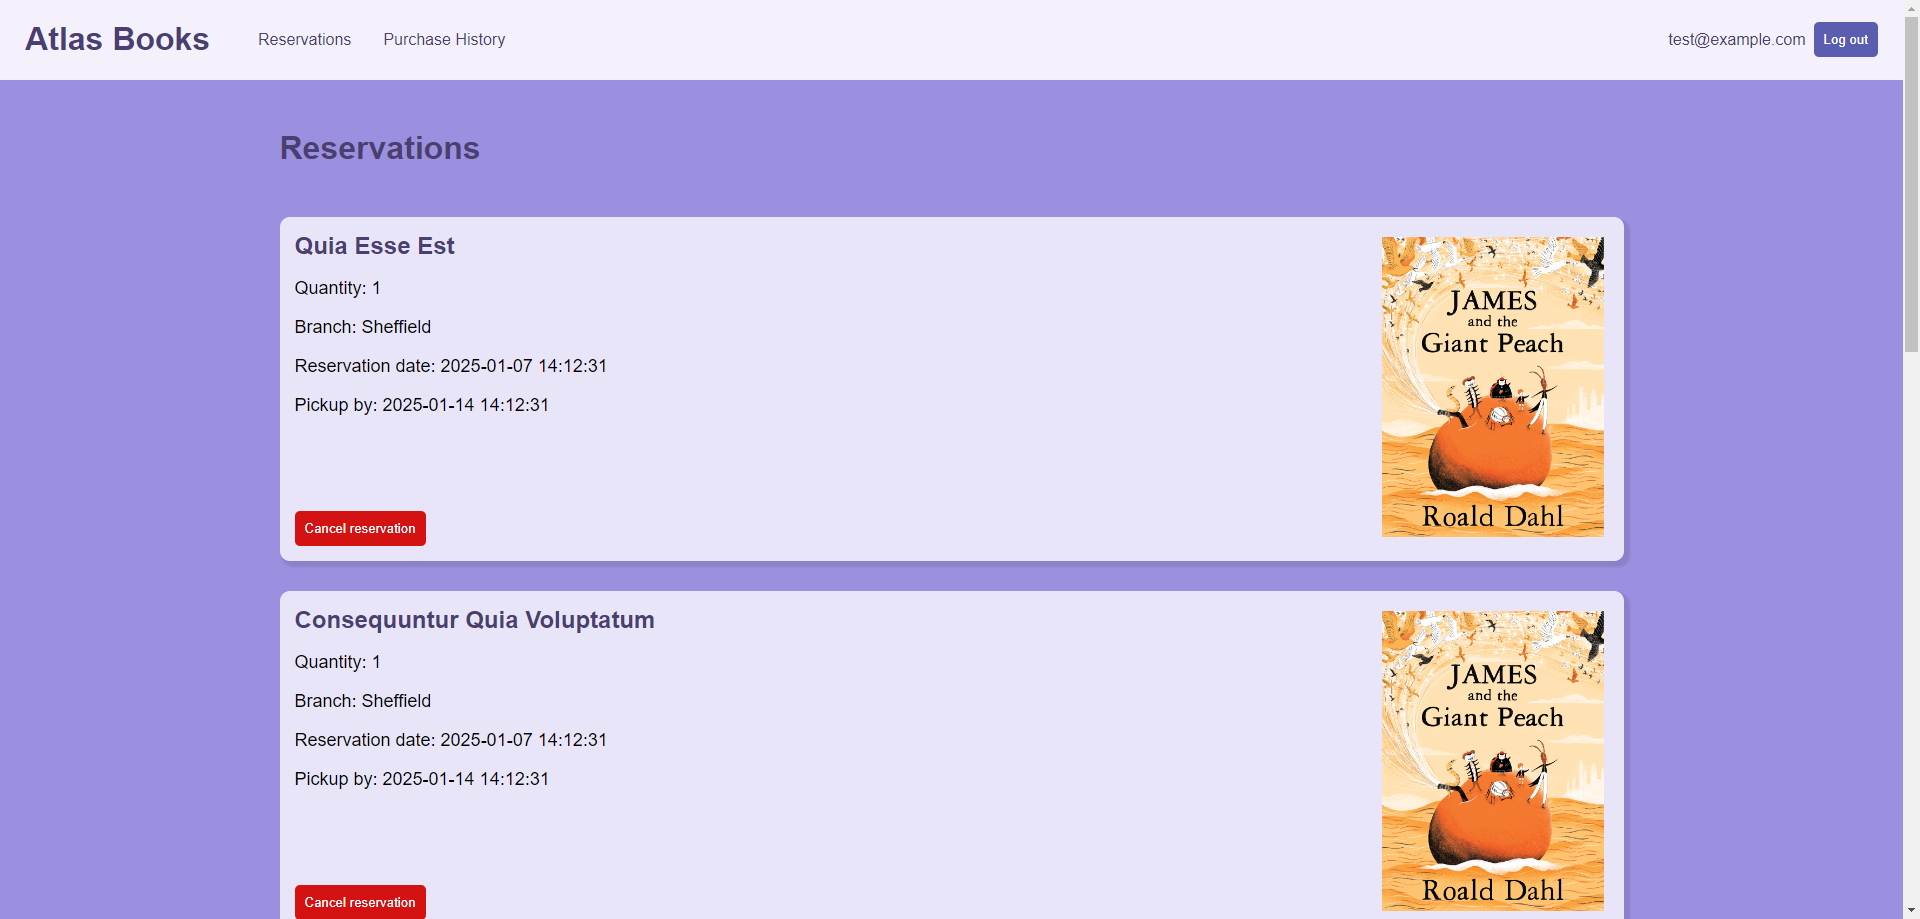 Atlas Books
Reservations
Purchase History
test@example.com
Log out
Reservations
Quia Esse Est
Quantity: 1
Branch: Sheffield
Reservation date: 2025-01-07 14:12:31
Pickup by: 2025-01-14 14:12:31
Cancel reservation
JAMES
and the
Giant Peach
Roald Dahl
Consequuntur Quia Voluptatum
Quantity: 1
Branch: Sheffield
Reservation date: 2025-01-07 14:12:31
Pickup by: 2025-01-14 14:12:31
Cancel reservation
JAMES
and the
Giant Peach
Roald Dahl